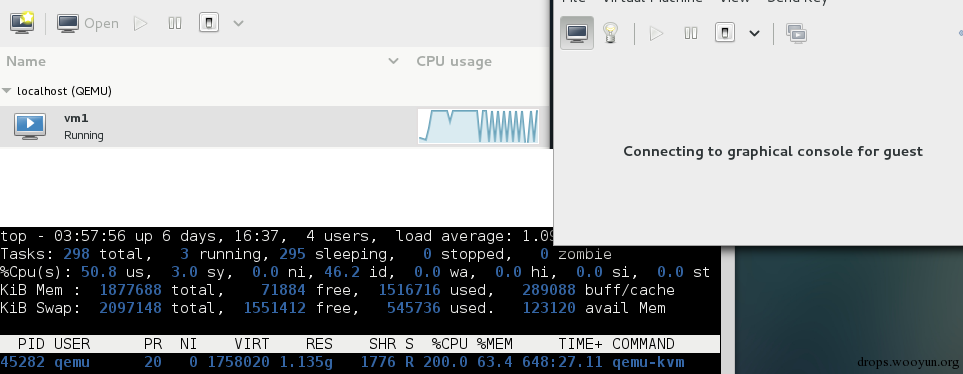 File Virtual Machine View Send Key
Open
Name CPU usage
localhost (QEMU)
vm1
Running
Connecting to graphical console for guest
top - 03:57:56 up 6 days, 16:37,  4 users,  load average: 1.09
Tasks: 298 total,   3 running, 295 sleeping,   0 stopped,   0 zombie
%Cpu(s): 50.8 us,  3.0 sy,  0.0 ni, 46.2 id,  0.0 wa,  0.0 hi,  0.0 si,  0.0 st
KiB Mem :  1877688 total,    71884 free,  1516716 used,   289088 buff/cache
KiB Swap:  2097148 total,  1551412 free,   545736 used.   123120 avail Mem
PID USER      PR  NI    VIRT    RES    SHR S  %CPU %MEM     TIME+ COMMAND
45282 qemu      20   0 1758020 1.135g   1776 R 200.0 63.4 648:27.11 qemu-kvm
drops.wooyun.org